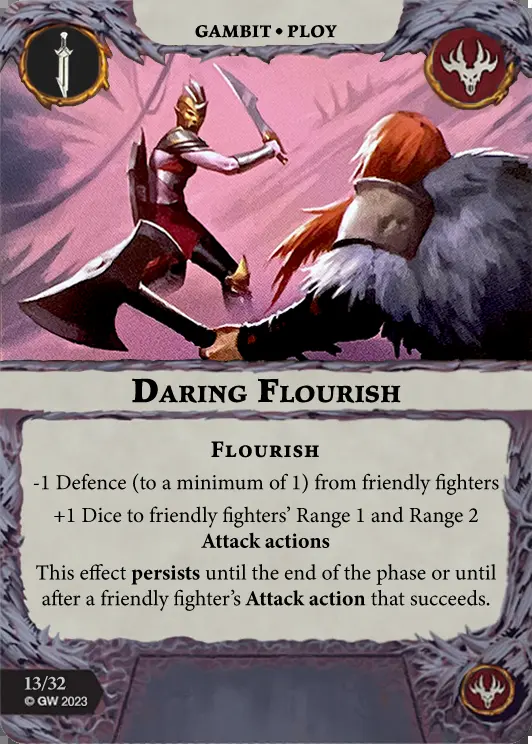 GAMBIT • PLOY
DARING FLOURISH
FLOURISH
-1 Defence (to a minimum of 1) from friendly fighters
+1 Dice to friendly fighters’ Range 1 and Range 2
Attack actions
This effect persists until the end of the phase or until
after a friendly fighter’s Attack action that succeeds.
13/32
© GW 2023